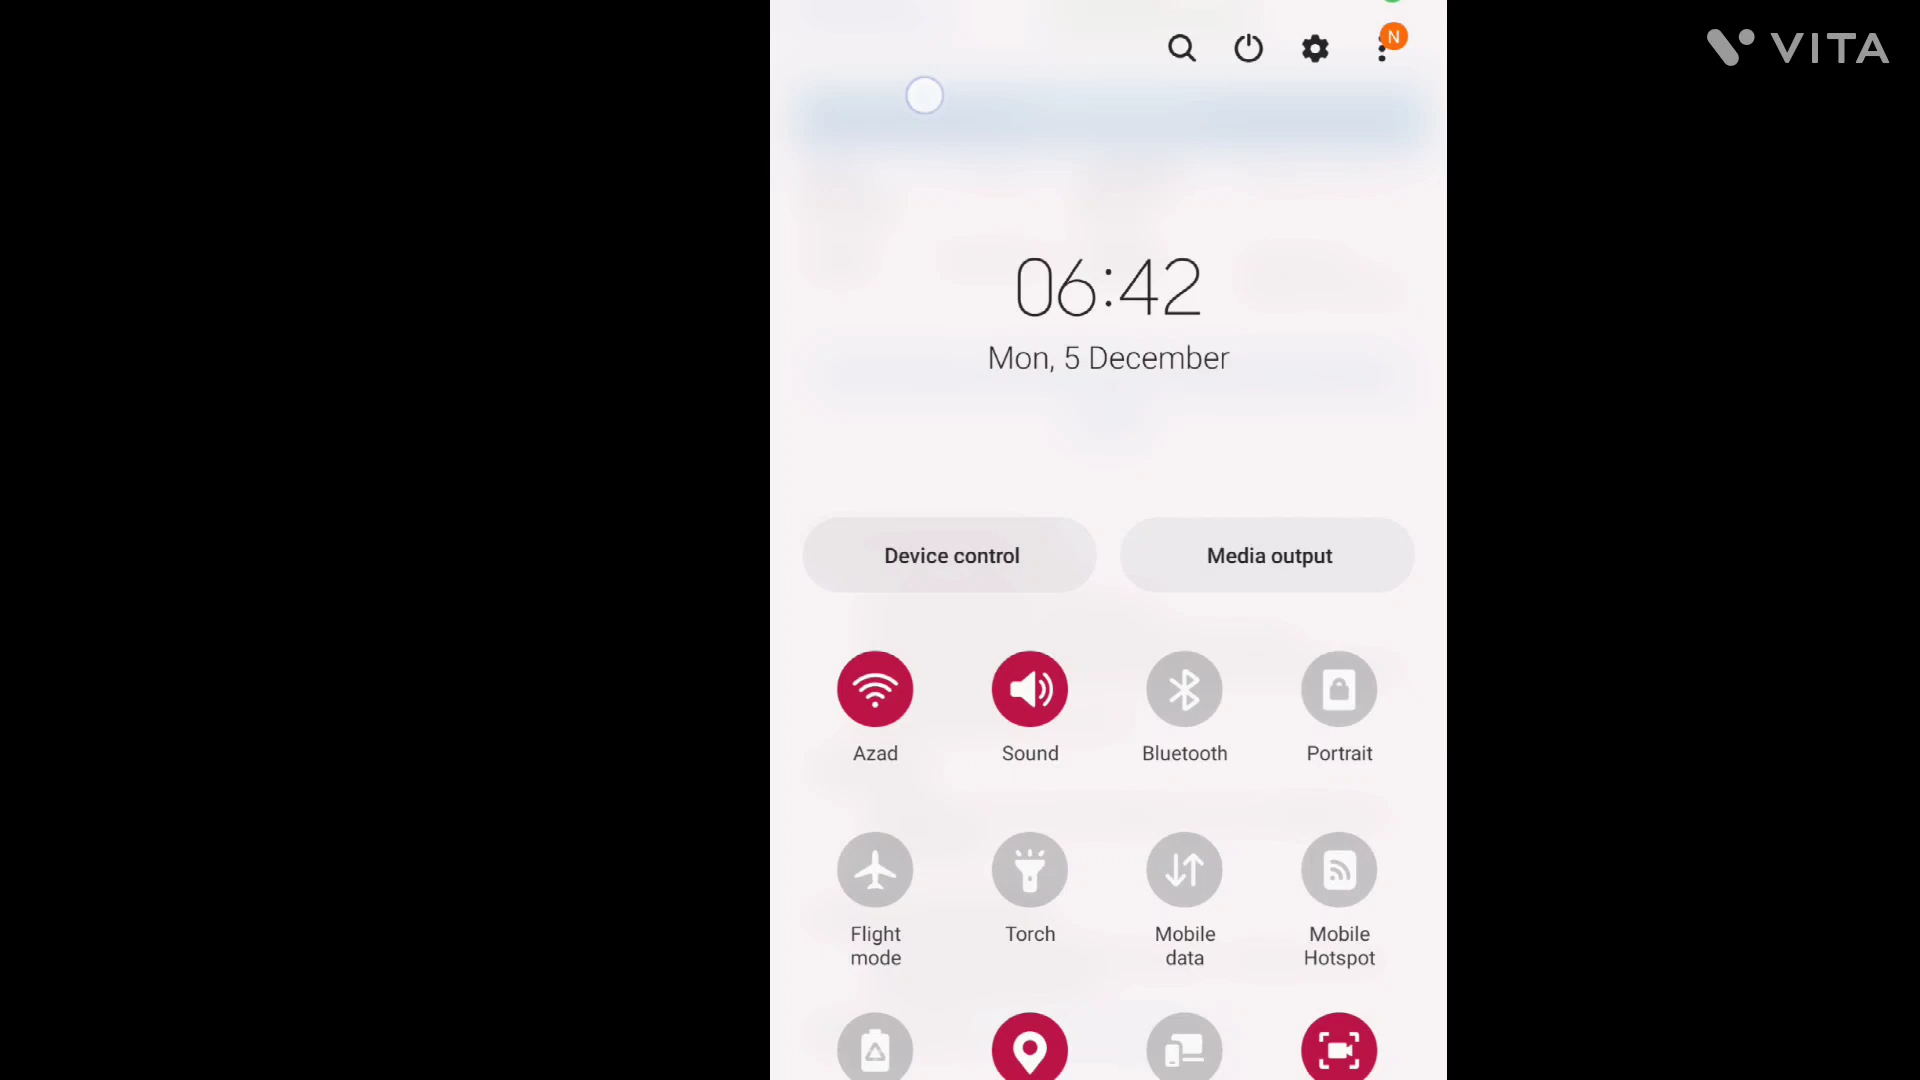 N
VITA
06:42
Mon, 5 December
Device control
Media output
Azad
Sound
Bluetooth
Portrait
Flight
mode
Torch
Mobile
data
Mobile
Hotspot